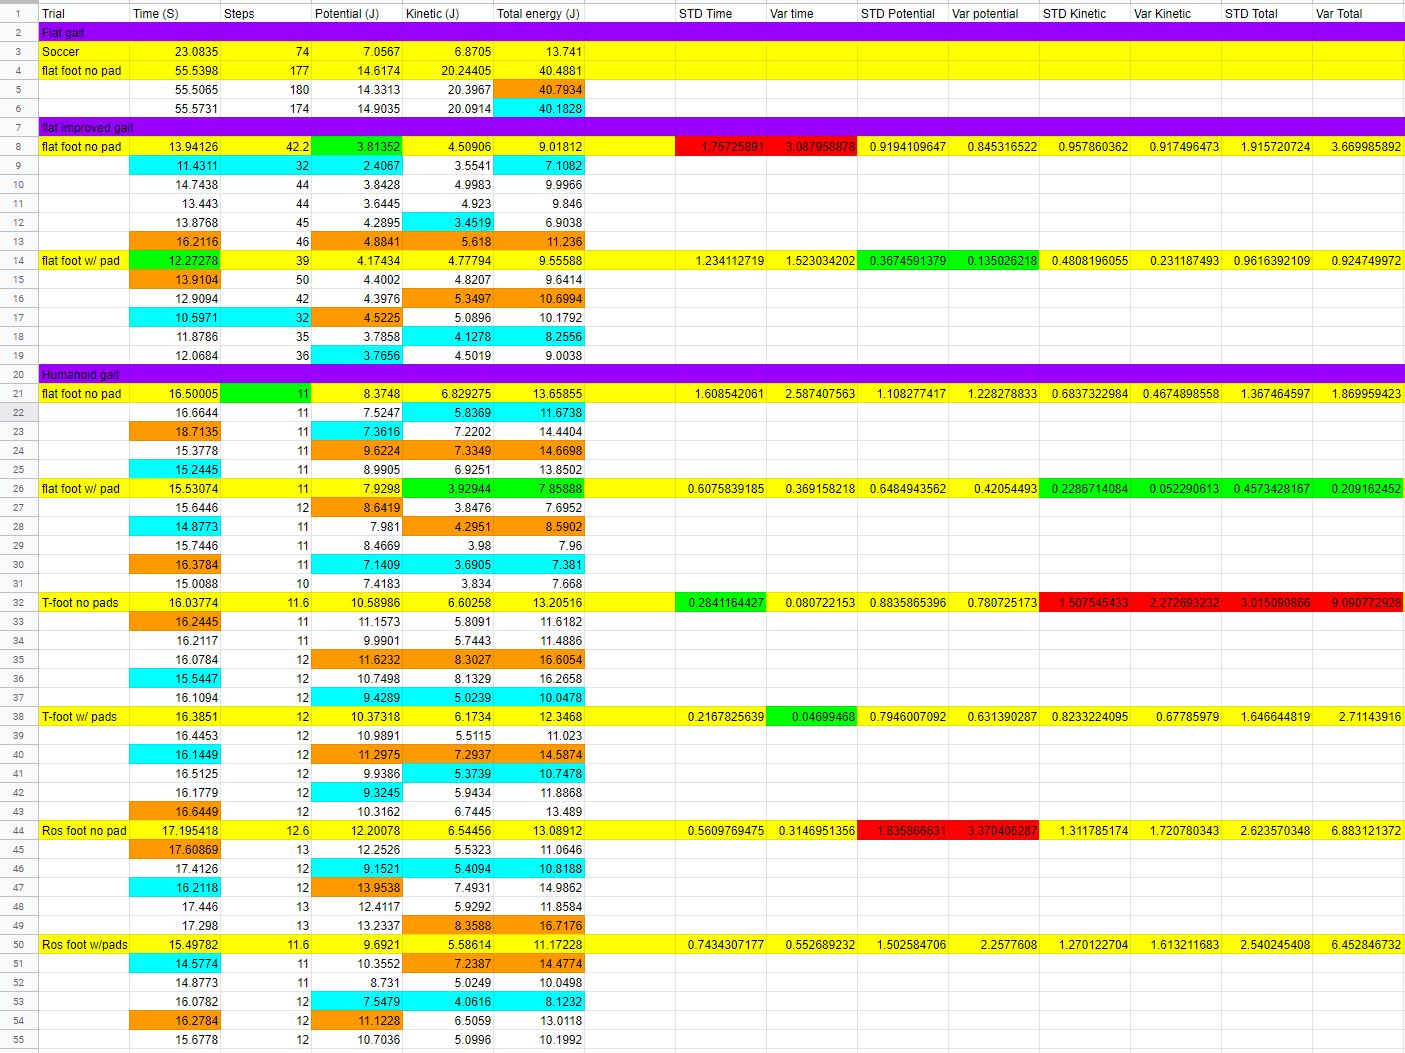 1 Trial Time (S) Steps Potential (J) Kinetic (J) Total energy (J) STD Time Var time STD Potential Var potential STD Kinetic Var Kinetic STD Total Var Total
2 Flat gait
3 Soccer 23.0835 74 7.0567 6.8705 13.741
4 flat foot no pad 55.5398 177 14.6174 20.24405 40.4881
5 55.5065 180 14.3313 20.3967 40.7934
6 55.5731 174 14.9035 20.0914 40.1828
7 flat improved gait
8 flat foot no pad 13.94126 42.2 3.81352 4.50906 9.01812 1.75725891 3.087958878 0.9194109647 0.845316522 0.957860362 0.917496473 1.915720724 3.669985892
9 11.4311 32 2.4067 3.5541 7.1082
10 14.7438 44 3.8428 4.9983 9.9966
11 13.443 44 3.6445 4.923 9.846
12 13.8768 45 4.2895 3.4519 6.9038
13 16.2116 46 4.8841 5.618 11.236
14 flat foot w/ pad 12.27278 39 4.17434 4.77794 9.55588 1.234112719 1.523034202 0.3674591379 0.135026218 0.4808196055 0.231187493 0.9616392109 0.924749972
15 13.9104 50 4.4002 4.8207 9.6414
16 12.9094 42 4.3976 5.3497 10.6994
17 10.5971 32 4.5225 5.0896 10.1792
18 11.8786 35 3.7858 4.1278 8.2556
19 12.0684 36 3.7656 4.5019 9.0038
20 Humanoid gait
21 flat foot no pad 16.50005 11 8.3748 6.829275 13.65855 1.608542061 2.587407563 1.108277417 1.228278833 0.6837322984 0.4674898558 1.367464597 1.869959423
22 16.6644 11 7.5247 5.8369 11.6738
23 18.7135 11 7.3616 7.2202 14.4404
24 15.3778 11 9.6224 7.3349 14.6698
25 15.2445 11 8.9905 6.9251 13.8502
26 flat foot w/ pad 15.53074 11 7.9298 3.92944 7.85888 0.6075839185 0.369158218 0.6484943562 0.42054493 0.2286714084 0.052290613 0.4573428167 0.209162452
27 15.6446 12 8.6419 3.8476 7.6952
28 14.8773 11 7.981 4.2951 8.5902
29 15.7446 11 8.4669 3.98 7.96
30 16.3784 11 7.1409 3.6905 7.381
31 15.0088 10 7.4183 3.834 7.668
32 T-foot no pads 16.03774 11.6 10.58986 6.60258 13.20516 0.2841164427 0.080722153 0.8835865396 0.780725173 1.507545433 2.272693232 3.015090866 9.090772928
33 16.2445 11 11.1573 5.8091 11.6182
34 16.2117 11 9.9901 5.7443 11.4886
35 16.0784 12 11.6232 8.3027 16.6054
36 15.5447 12 10.7498 8.1329 16.2658
37 16.1094 12 9.4289 5.0239 10.0478
38 T-foot w/ pads 16.3851 12 10.37318 6.1734 12.3468 0.2167825639 0.04699468 0.7946007092 0.631390287 0.8233224095 0.67785979 1.646644819 2.71143916
39 16.4453 12 10.9891 5.5115 11.023
40 16.1449 12 11.2975 7.2937 14.5874
41 16.5125 12 9.9386 5.3739 10.7478
42 16.1779 12 9.3245 5.9434 11.8868
43 16.6449 12 10.3162 6.7445 13.489
44 Ros foot no pad 17.195418 12.6 12.20078 6.54456 13.08912 0.5609769475 0.3146951356 1.835866631 3.370406287 1.311785174 1.720780343 2.623570348 6.883121372
45 17.60869 13 12.2526 5.5323 11.0646
46 17.4126 12 9.1521 5.4094 10.8188
47 16.2118 12 13.9538 7.4931 14.9862
48 17.446 13 12.4117 5.9292 11.8584
49 17.298 13 13.2337 8.3588 16.7176
50 Ros foot w/pads 15.49782 11.6 9.6921 5.58614 11.17228 0.7434307177 0.552689232 1.502584706 2.2577608 1.270122704 1.613211683 2.540245408 6.452846732
51 14.5774 11 10.3552 7.2387 14.4774
52 14.8773 11 8.731 5.0249 10.0498
53 16.0782 12 7.5479 4.0616 8.1232
54 16.2784 12 11.1228 6.5059 13.0118
55 15.6778 12 10.7036 5.0996 10.1992